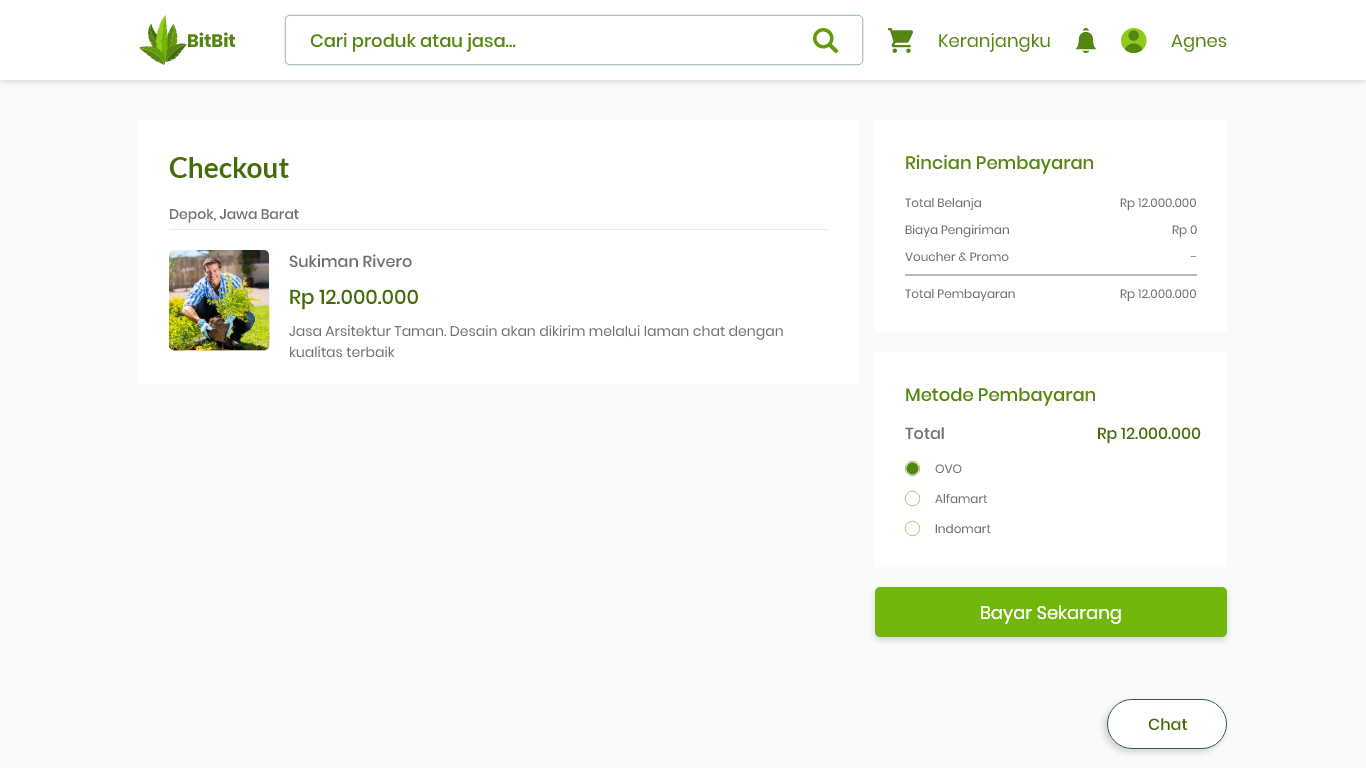 BitBit
Cari produk atau jasa...
Keranjangku
Agnes
Checkout
Depok, Jawa Barat
Sukiman Rivero
Rp 12.000.000
Jasa Arsitektur Taman. Desain akan dikirim melalui laman chat dengan
kualitas terbaik
Rincian Pembayaran
Total Belanja Rp 12.000.000
Biaya Pengiriman Rp 0
Voucher & Promo -
Total Pembayaran Rp 12.000.000
Metode Pembayaran
Total Rp 12.000.000
OVO
Alfamart
Indomart
Bayar Sekarang
Chat